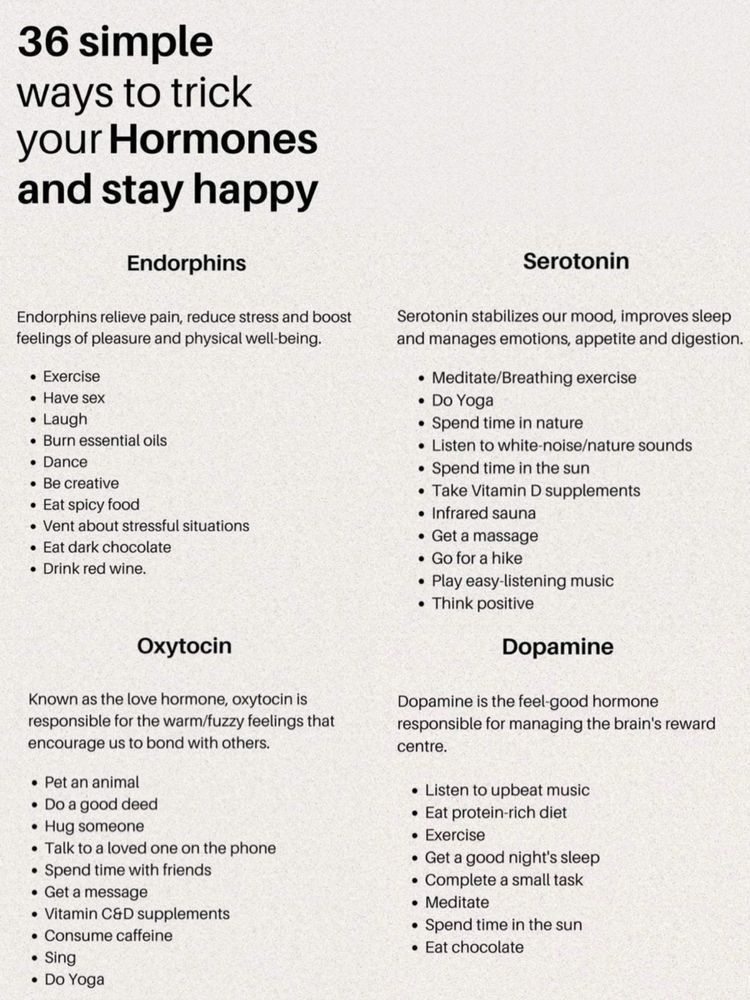 36 simple
ways to trick
your Hormones
and stay happy
Endorphins
Endorphins relieve pain, reduce stress and boost
feelings of pleasure and physical well-being.
• Exercise
• Have sex
• Laugh
• Burn essential oils
• Dance
• Be creative
• Eat spicy food
• Vent about stressful situations
• Eat dark chocolate
• Drink red wine.
Serotonin
Serotonin stabilizes our mood, improves sleep
and manages emotions, appetite and digestion.
• Meditate/Breathing exercise
• Do Yoga
• Spend time in nature
• Listen to white-noise/nature sounds
• Spend time in the sun
• Take Vitamin D supplements
• Infrared sauna
• Get a massage
• Go for a hike
• Play easy-listening music
• Think positive
Oxytocin
Known as the love hormone, oxytocin is
responsible for the warm/fuzzy feelings that
encourage us to bond with others.
• Pet an animal
• Do a good deed
• Hug someone
• Talk to a loved one on the phone
• Spend time with friends
• Get a message
• Vitamin C&D supplements
• Consume caffeine
• Sing
• Do Yoga
Dopamine
Dopamine is the feel-good hormone
responsible for managing the brain's reward
centre.
• Listen to upbeat music
• Eat protein-rich diet
• Exercise
• Get a good night's sleep
• Complete a small task
• Meditate
• Spend time in the sun
• Eat chocolate